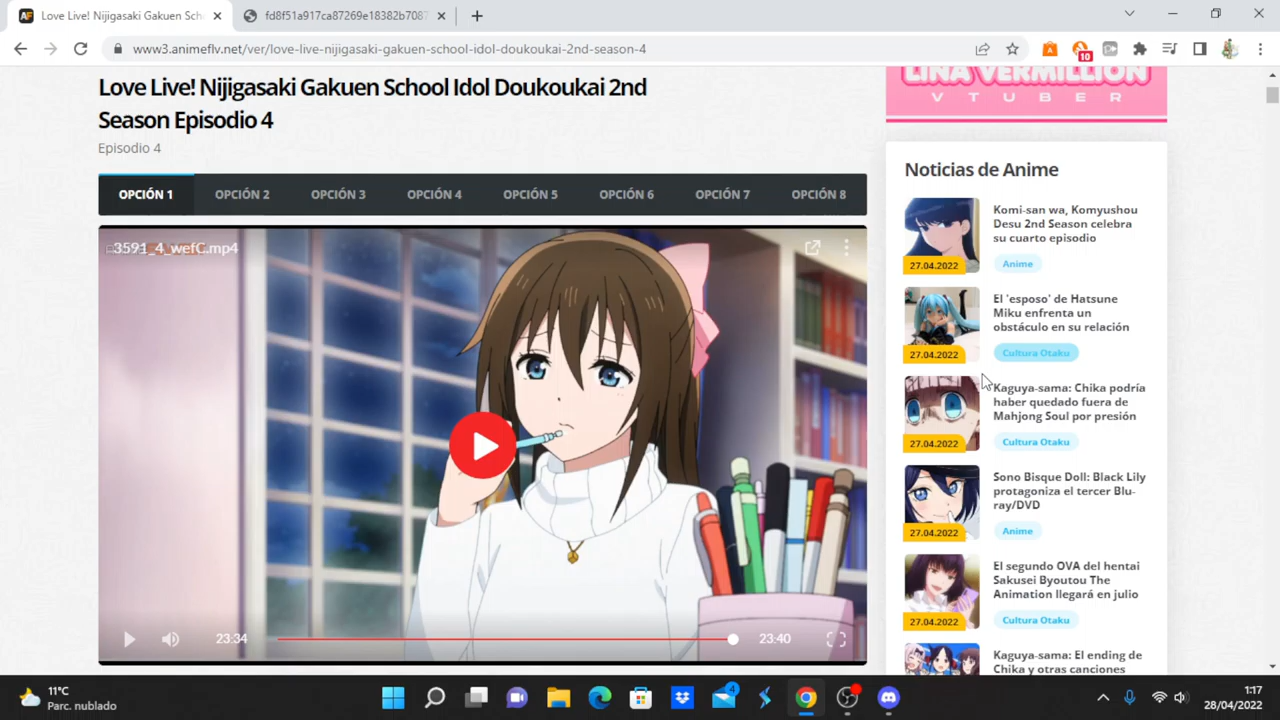 Love Live! Nijigasaki Gakuen Sch
fd8f51a917ca87269e18382b7087
www3.animeflv.net/ver/love-live-nijigasaki-gakuen-school-idol-doukoukai-2nd-season-4
10
Love Live! Nijigasaki Gakuen School Idol Doukoukai 2nd
Season Episodio 4
Episodio 4
OPCIÓN 1
OPCIÓN 2
OPCIÓN 3
OPCIÓN 4
OPCIÓN 5
OPCIÓN 6
OPCIÓN 7
OPCIÓN 8
3591_4_wefC.mp4
23:34
23:40
LINA VERMILLION
VTUBER
Noticias de Anime
Komi-san wa, Komyushou
Desu 2nd Season celebra
su cuarto episodio
27.04.2022
Anime
El 'esposo' de Hatsune
Miku enfrenta un
obstáculo en su relación
27.04.2022
Cultura Otaku
Kaguya-sama: Chika podría
haber quedado fuera de
Mahjong Soul por presión
27.04.2022
Cultura Otaku
Sono Bisque Doll: Black Lily
protagoniza el tercer Blu-
ray/DVD
27.04.2022
Anime
El segundo OVA del hentai
Sakusei Byoutou The
Animation llegará en julio
27.04.2022
Cultura Otaku
Kaguya-sama: El ending de
Chika y otras canciones
11°C
Parc. nublado
4
1:17
28/04/2022